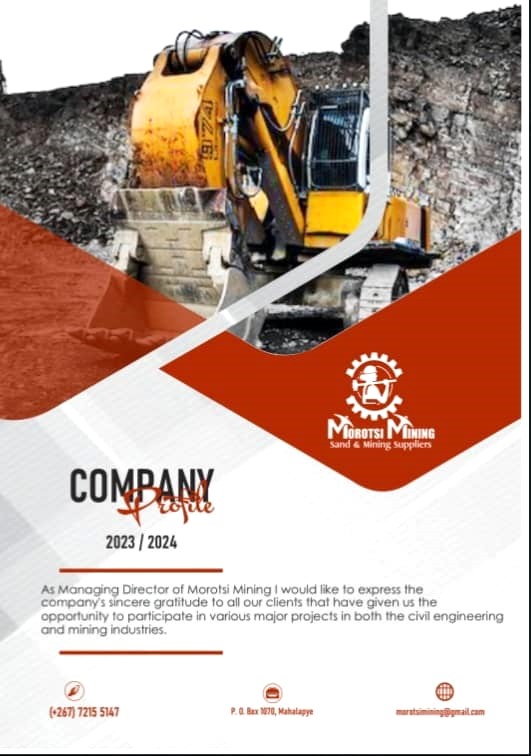 MOROTSI MINING
Sand & Mining Suppliers
COMPANY
Profile
2023 / 2024
As Managing Director of Morotsi Mining I would like to express the
company's sincere gratitude to all our clients that have given us the
opportunity to participate in various major projects in both the civil engineering
and mining industries.
(+267) 7215 5147
P. O. Box 1070, Mahalapye
morotsimining@gmail.com